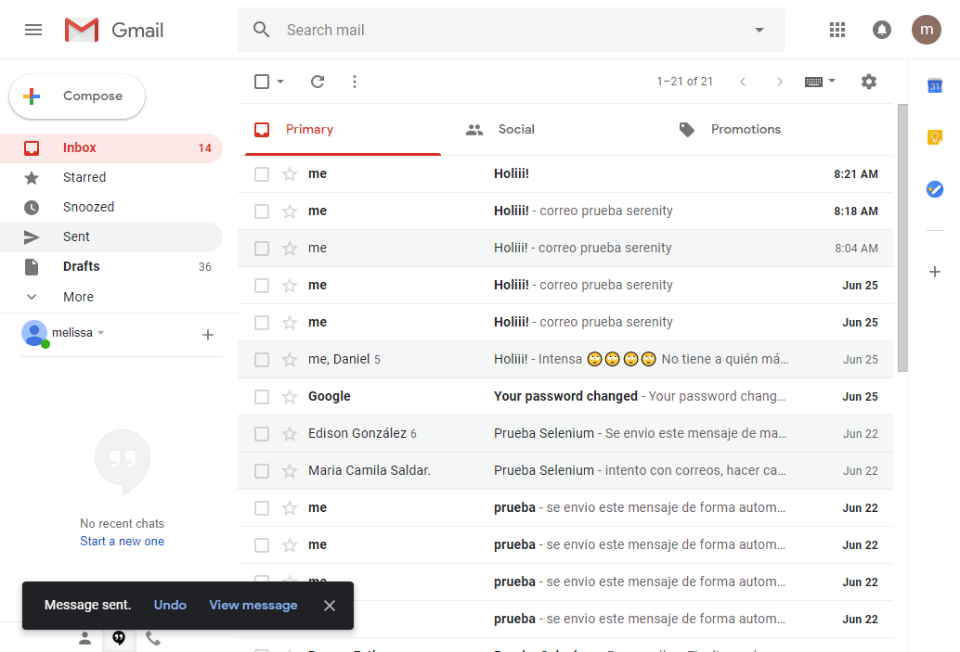 Gmail
Search mail
m
Compose
1–21 of 21
31
Primary
Social
Promotions
Inbox 14
Starred
Snoozed
Sent
Drafts 36
More
melissa
me Holiii! 8:21 AM
me Holiii! - correo prueba serenity 8:18 AM
me Holiii! - correo prueba serenity 8:04 AM
me Holiii! - correo prueba serenity Jun 25
me Holiii! - correo prueba serenity Jun 25
me, Daniel 5 Holiii! - Intensa 🙄🙄🙄🙄 No tiene a quién má… Jun 25
Google Your password changed - Your password chang… Jun 25
Edison González 6 Prueba Selenium - Se envio este mensaje de ma… Jun 22
Maria Camila Saldar. Prueba Selenium - intento con correos, hacer ca… Jun 22
me prueba - se envio este mensaje de forma autom… Jun 22
me prueba - se envio este mensaje de forma autom… Jun 22
me prueba - se envio este mensaje de forma autom… Jun 22
prueba - se envio este mensaje de forma autom… Jun 22
No recent chats
Start a new one
Message sent. Undo View message